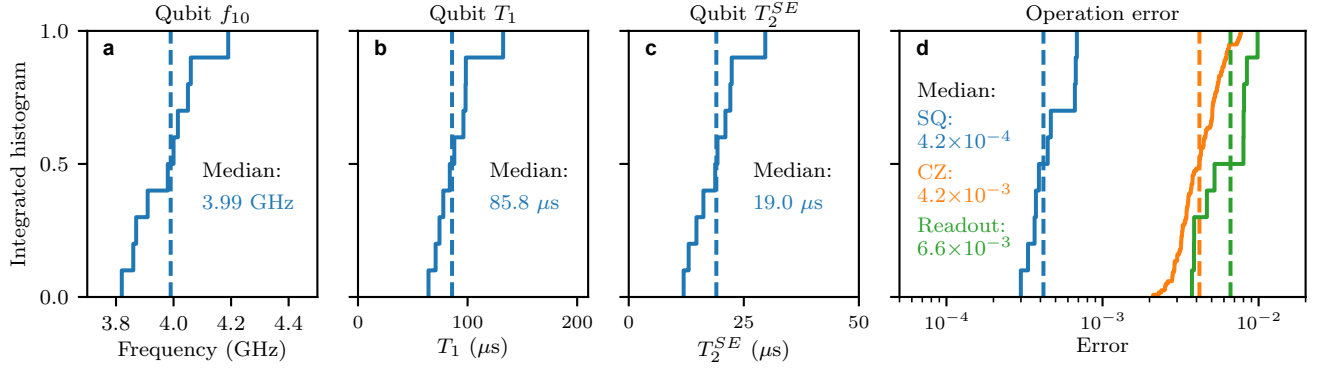 Qubit f₁₀
Qubit T₁
Qubit T₂ˢᴱ
Operation error
Integrated histogram
1.0
0.5
0.0
a
Median:
3.99 GHz
3.8 4.0 4.2 4.4
Frequency (GHz)
b
Median:
85.8 μs
0 100 200
T₁ (μs)
c
Median:
19.0 μs
0 25 50
T₂ˢᴱ (μs)
d
Median:
SQ:
4.2×10⁻⁴
CZ:
4.2×10⁻³
Readout:
6.6×10⁻³
10⁻⁴ 10⁻³ 10⁻²
Error